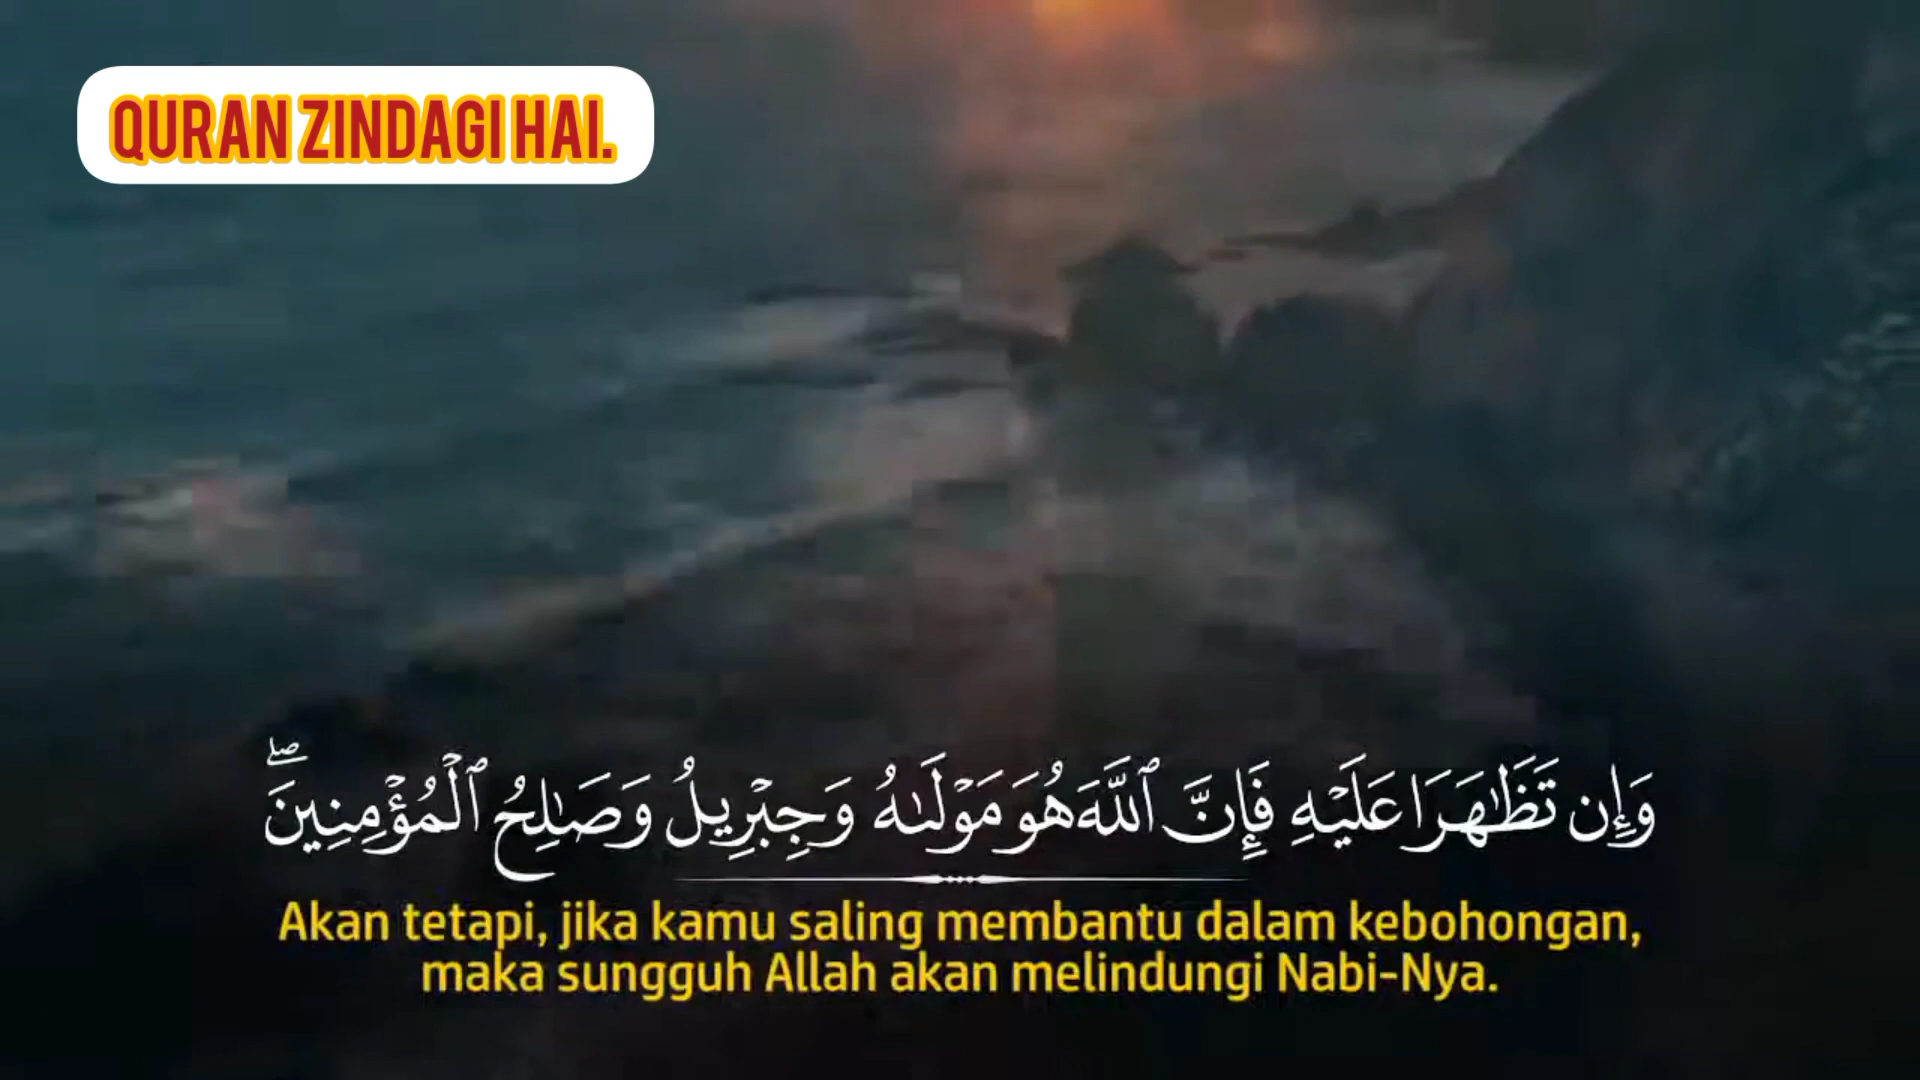 QURAN ZINDAGI HAI.
وَإِن تَظَٰهَرَا عَلَيْهِ فَإِنَّ ٱللَّهَ هُوَ مَوْلَىٰهُ وَجِبْرِيلُ وَصَٰلِحُ ٱلْمُؤْمِنِينَ ۖ
Akan tetapi, jika kamu saling membantu dalam kebohongan,
maka sungguh Allah akan melindungi Nabi-Nya.